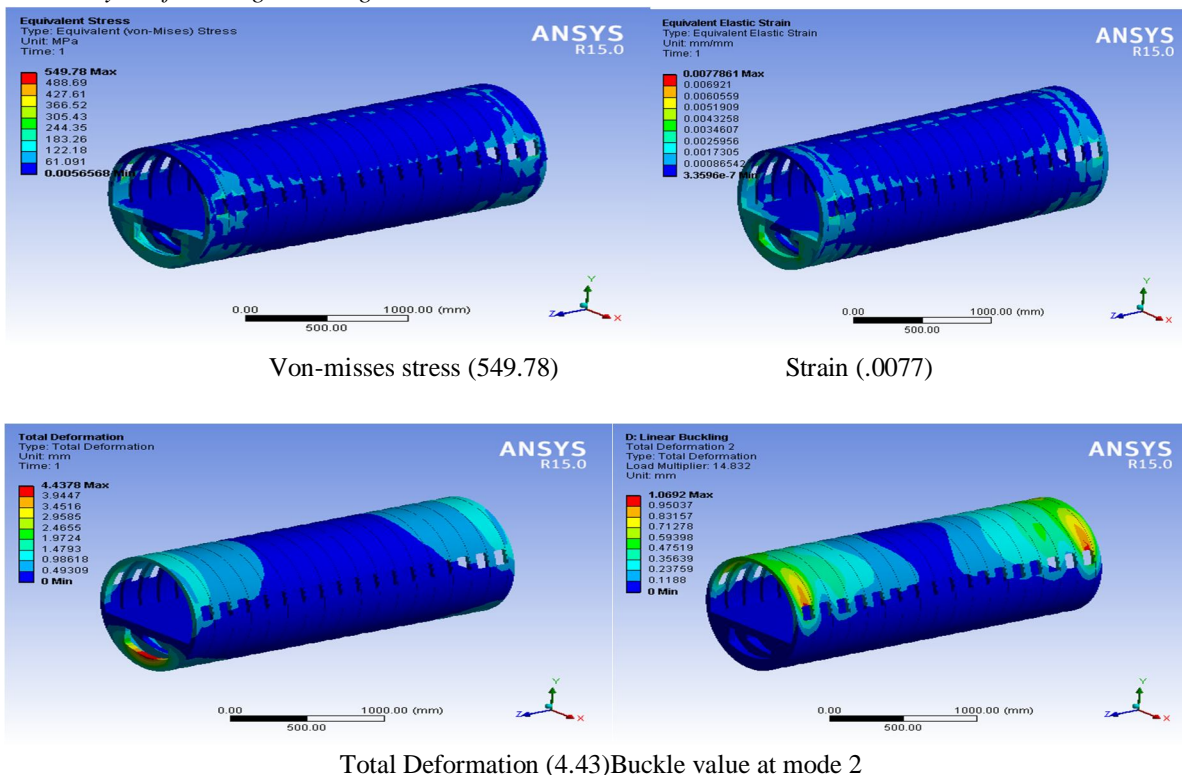 Equivalent Stress
Type: Equivalent (von-Mises) Stress
Unit: MPa
Time: 1
ANSYS
R15.0
549.78 Max
488.69
427.61
366.52
305.43
244.35
183.26
122.18
61.091
0.0056568 Min
0.00
1000.00 (mm)
500.00
Y
Z
X
Equivalent Elastic Strain
Type: Equivalent Elastic Strain
Unit: mm/mm
Time: 1
ANSYS
R15.0
0.0077861 Max
0.006921
0.0060559
0.0051909
0.0043258
0.0034607
0.0025956
0.0017305
0.00086542
3.3596e-7 Min
0.00
1000.00 (mm)
500.00
Y
Z
X
Von-misses stress (549.78)
Strain (.0077)
Total Deformation
Type: Total Deformation
Unit: mm
Time: 1
ANSYS
R15.0
4.4378 Max
3.9447
3.4516
2.9585
2.4655
1.9724
1.4793
0.98618
0.49309
0 Min
0.00
1000.00 (mm)
500.00
Y
Z
X
D: Linear Buckling
Total Deformation 2
Type: Total Deformation
Load Multiplier: 14.832
Unit: mm
ANSYS
R15.0
1.0692 Max
0.95037
0.83157
0.71278
0.59398
0.47519
0.35639
0.23759
0.1188
0 Min
0.00
1000.00 (mm)
500.00
Y
Z
X
Total Deformation (4.43)Buckle value at mode 2